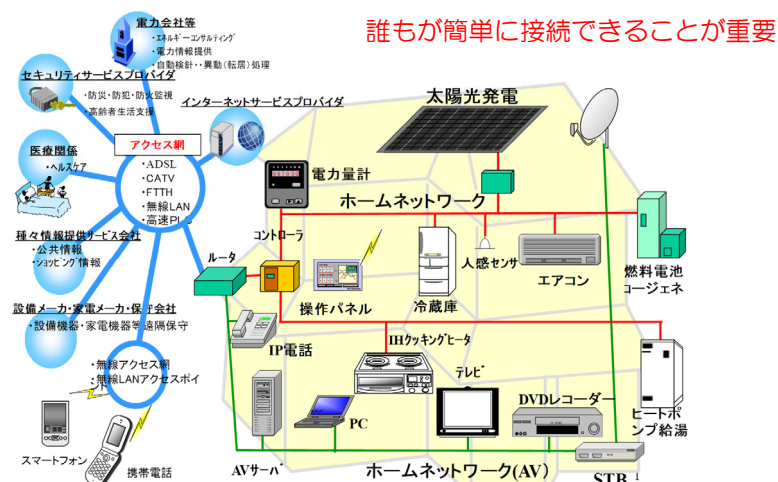 誰もが簡単に接続できることが重要
電力会社等
・エネルギーコンサルティング
・電力情報提供
・自動検針・・異動(転居)処理
セキュリティサービスプロバイダ
・防災・防犯・防火監視
・高齢者生活支援
インターネットサービスプロバイダ
医療関係
・ヘルスケア
アクセス網
・ADSL
・CATV
・FTTH
・無線LAN
・高速PLC
種々情報提供サービス会社
・公共情報
・ショッピング情報
設備メーカ・家電メーカ・保守会社
・設備機器・家電機器等遠隔保守
・無線アクセス網
・無線LANアクセスポイ
スマートフォン
携帯電話
太陽光発電
電力量計
ホームネットワーク
コントローラ
ルータ
操作パネル
冷蔵庫
人感センサ
エアコン
燃料電池
コージェネ
IP電話
IHクッキングヒータ
テレビ
PC
DVDレコーダー
ヒートポ
ンプ給湯
AVサーバ
ホームネットワーク(AV)
STB
1